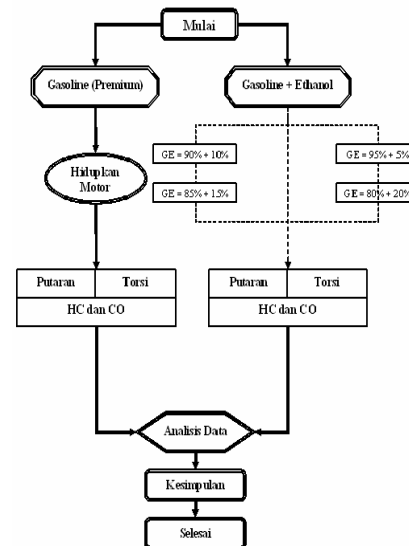 Mulai
Gasoline (Premium)
Gasoline + Ethanol
GE = 90% + 10%
GE = 95% + 5%
Hidupkan
Motor
GE = 85% + 15%
GE = 80% + 20%
Putaran
Torsi
HC dan CO
Putaran
Torsi
HC dan CO
Analisis Data
Kesimpulan
Selesai